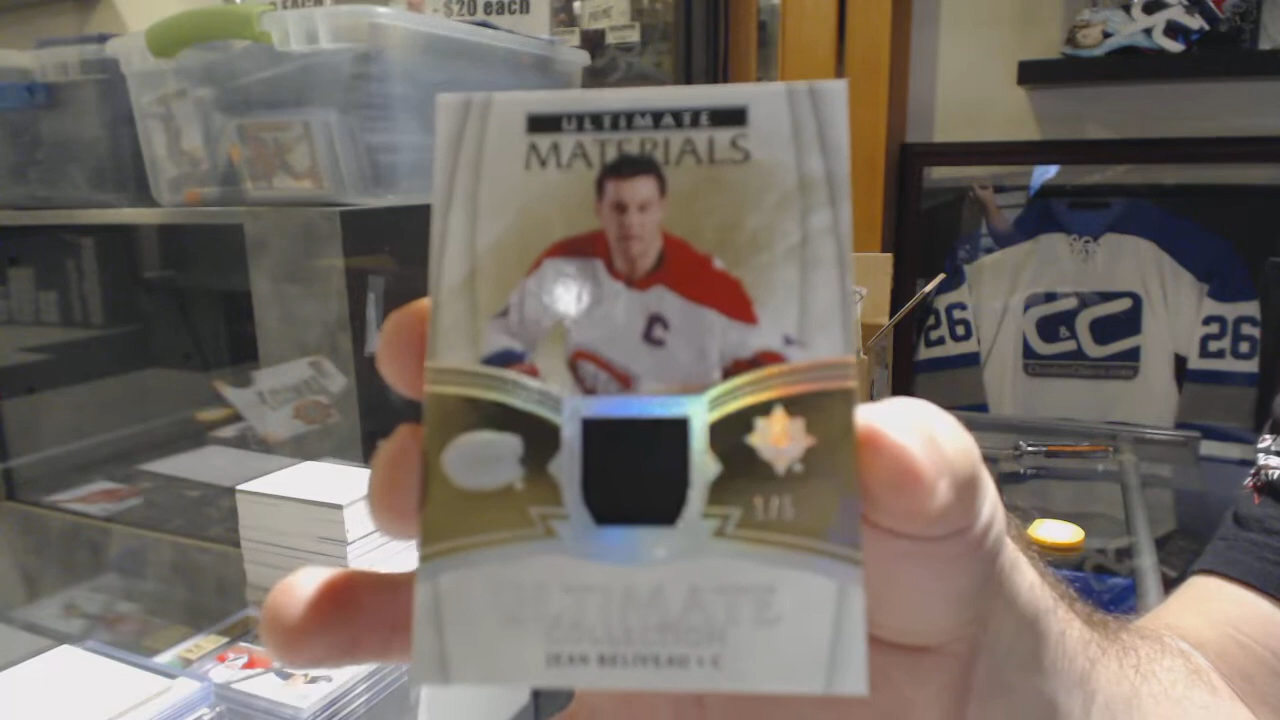 - $20 each
ULTIMATE
MATERIALS
C
26
C&C
26
1/5
ULTIMATE
COLLECTION
JEAN BELIVEAU • C